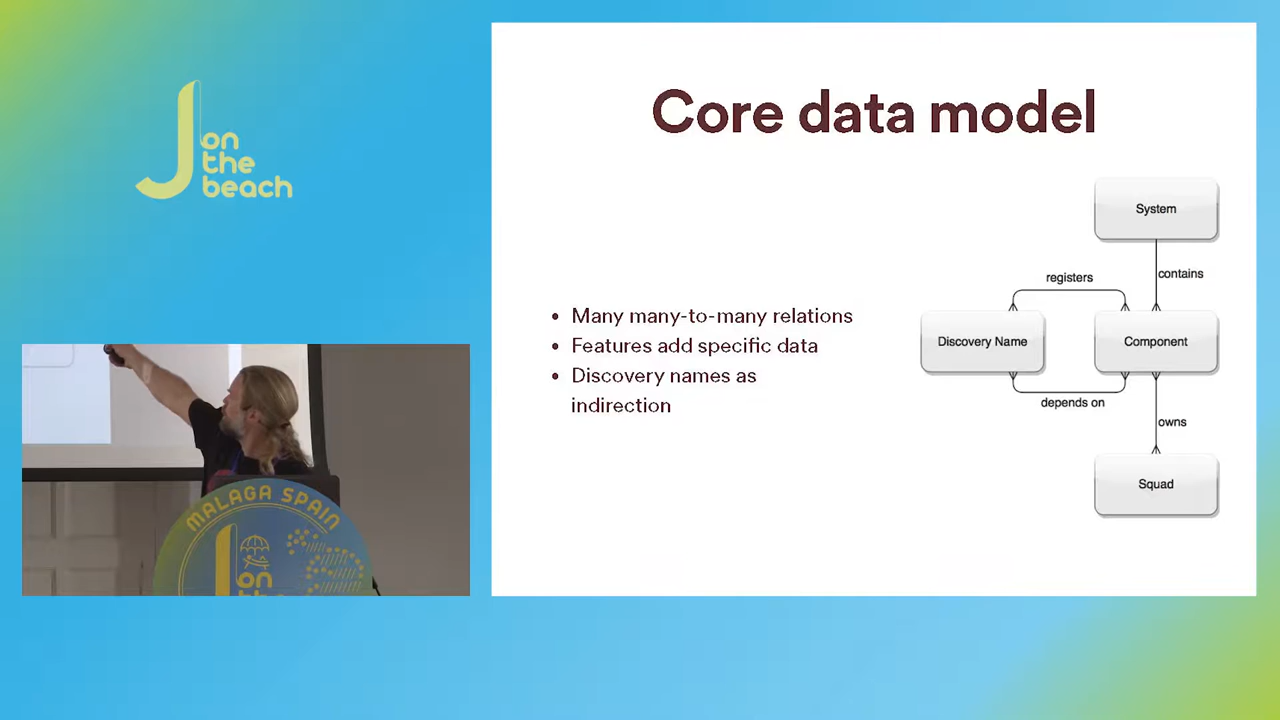 J on
the
beach
Core data model
Many many-to-many relations
Features add specific data
Discovery names as
indirection
System
contains
registers
Discovery Name
Component
depends on
owns
Squad
MALAGA SPAIN
J on